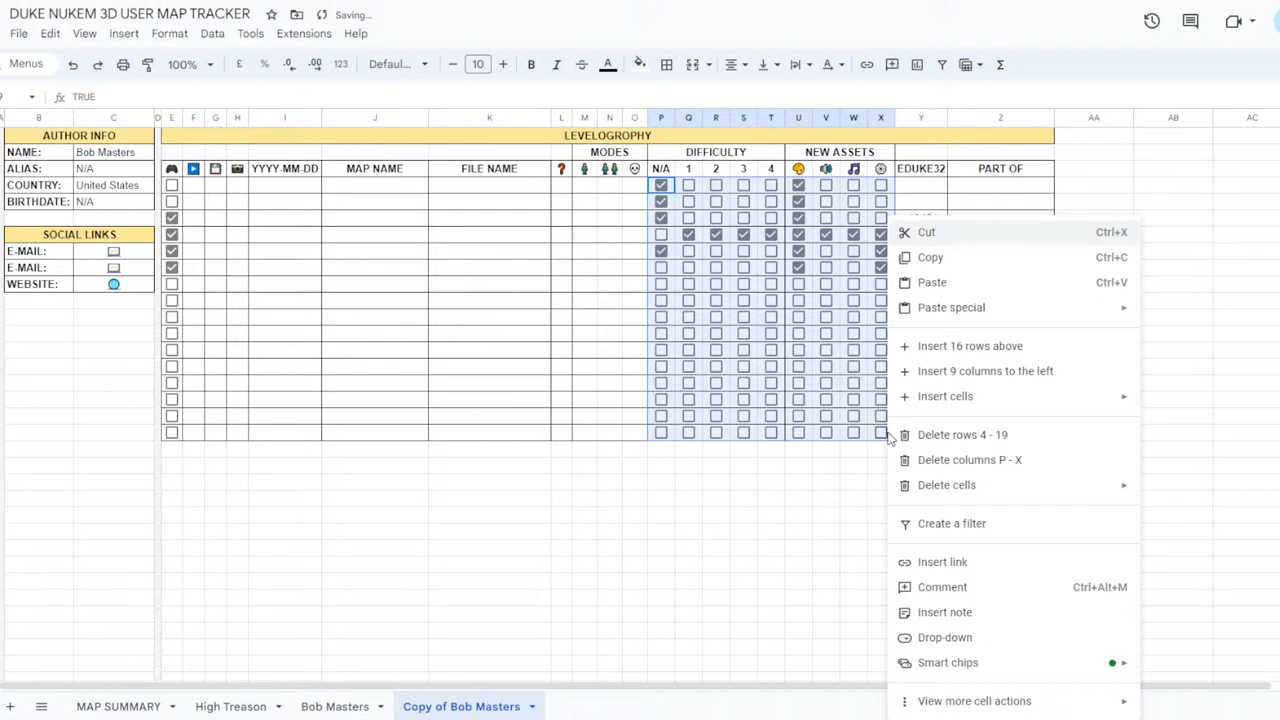 DUKE NUKEM 3D USER MAP TRACKER Saving...
File Edit View Insert Format Data Tools Extensions Help
Menus 100% £ % .0 .00 123 Defaul... 10 B I A
9 fx TRUE
A B C D E F G H I J K L M N O P Q R S T U V W X Y Z AA AB AC
AUTHOR INFO LEVELOGRAPHY
NAME: Bob Masters MODES DIFFICULTY NEW ASSETS
ALIAS: N/A YYYY-MM-DD MAP NAME FILE NAME N/A 1 2 3 4 EDUKE32 PART OF
COUNTRY: United States
BIRTHDATE: N/A
SOCIAL LINKS
E-MAIL:
E-MAIL:
WEBSITE:
Cut Ctrl+X
Copy Ctrl+C
Paste Ctrl+V
Paste special
Insert 16 rows above
Insert 9 columns to the left
Insert cells
Delete rows 4 - 19
Delete columns P - X
Delete cells
Create a filter
Insert link
Comment Ctrl+Alt+M
Insert note
Drop-down
Smart chips
View more cell actions
MAP SUMMARY High Treason Bob Masters Copy of Bob Masters